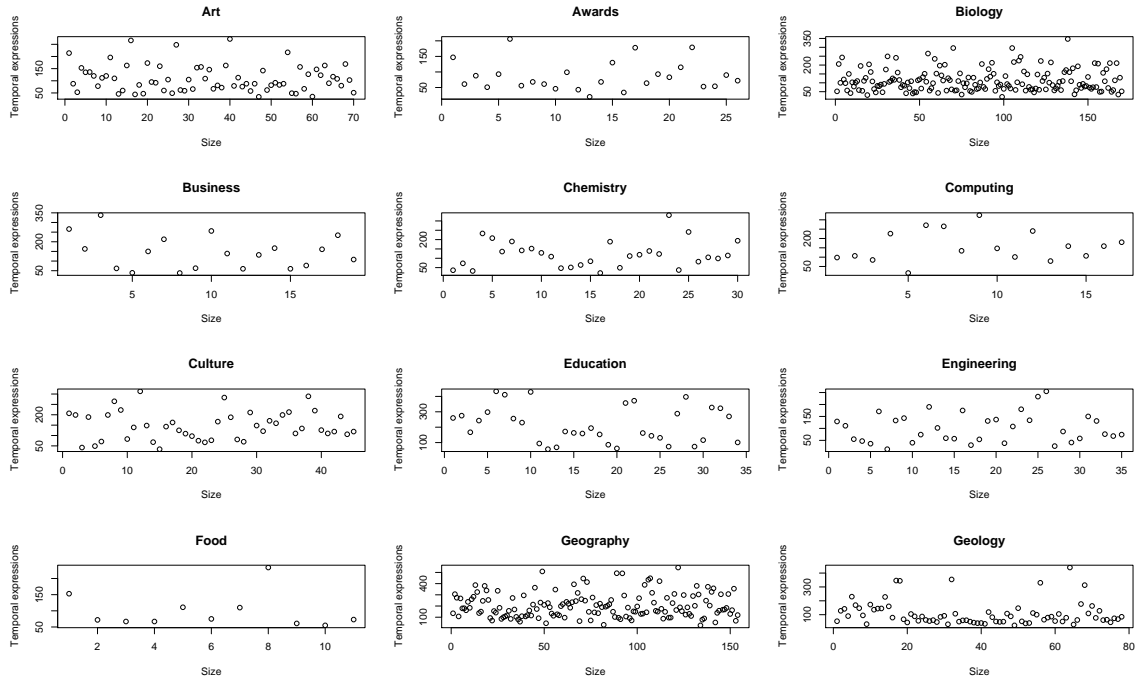 Art
Temporal expressions
50
150
0 10 20 30 40 50 60 70
Size
Awards
Temporal expressions
50
150
5 10 15 20 25
Size
Biology
Temporal expressions
50
200
350
0 50 100 150
Size
Business
Temporal expressions
50
200
350
5 10 15
Size
Chemistry
Temporal expressions
50
200
0 5 10 15 20 25 30
Size
Computing
Temporal expressions
50
200
5 10 15
Size
Culture
Temporal expressions
50
200
0 10 20 30 40
Size
Education
Temporal expressions
100
300
0 5 10 15 20 25 30 35
Size
Engineering
Temporal expressions
50
150
0 5 10 15 20 25 30 35
Size
Food
Temporal expressions
50
150
2 4 6 8 10
Size
Geography
Temporal expressions
100
400
0 50 100 150
Size
Geology
Temporal expressions
100
300
0 20 40 60 80
Size